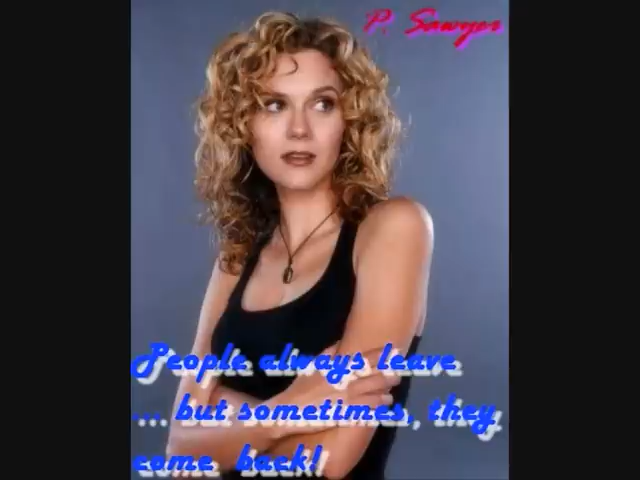 P. Sawyer
People always leave
... but sometimes, they
come back!